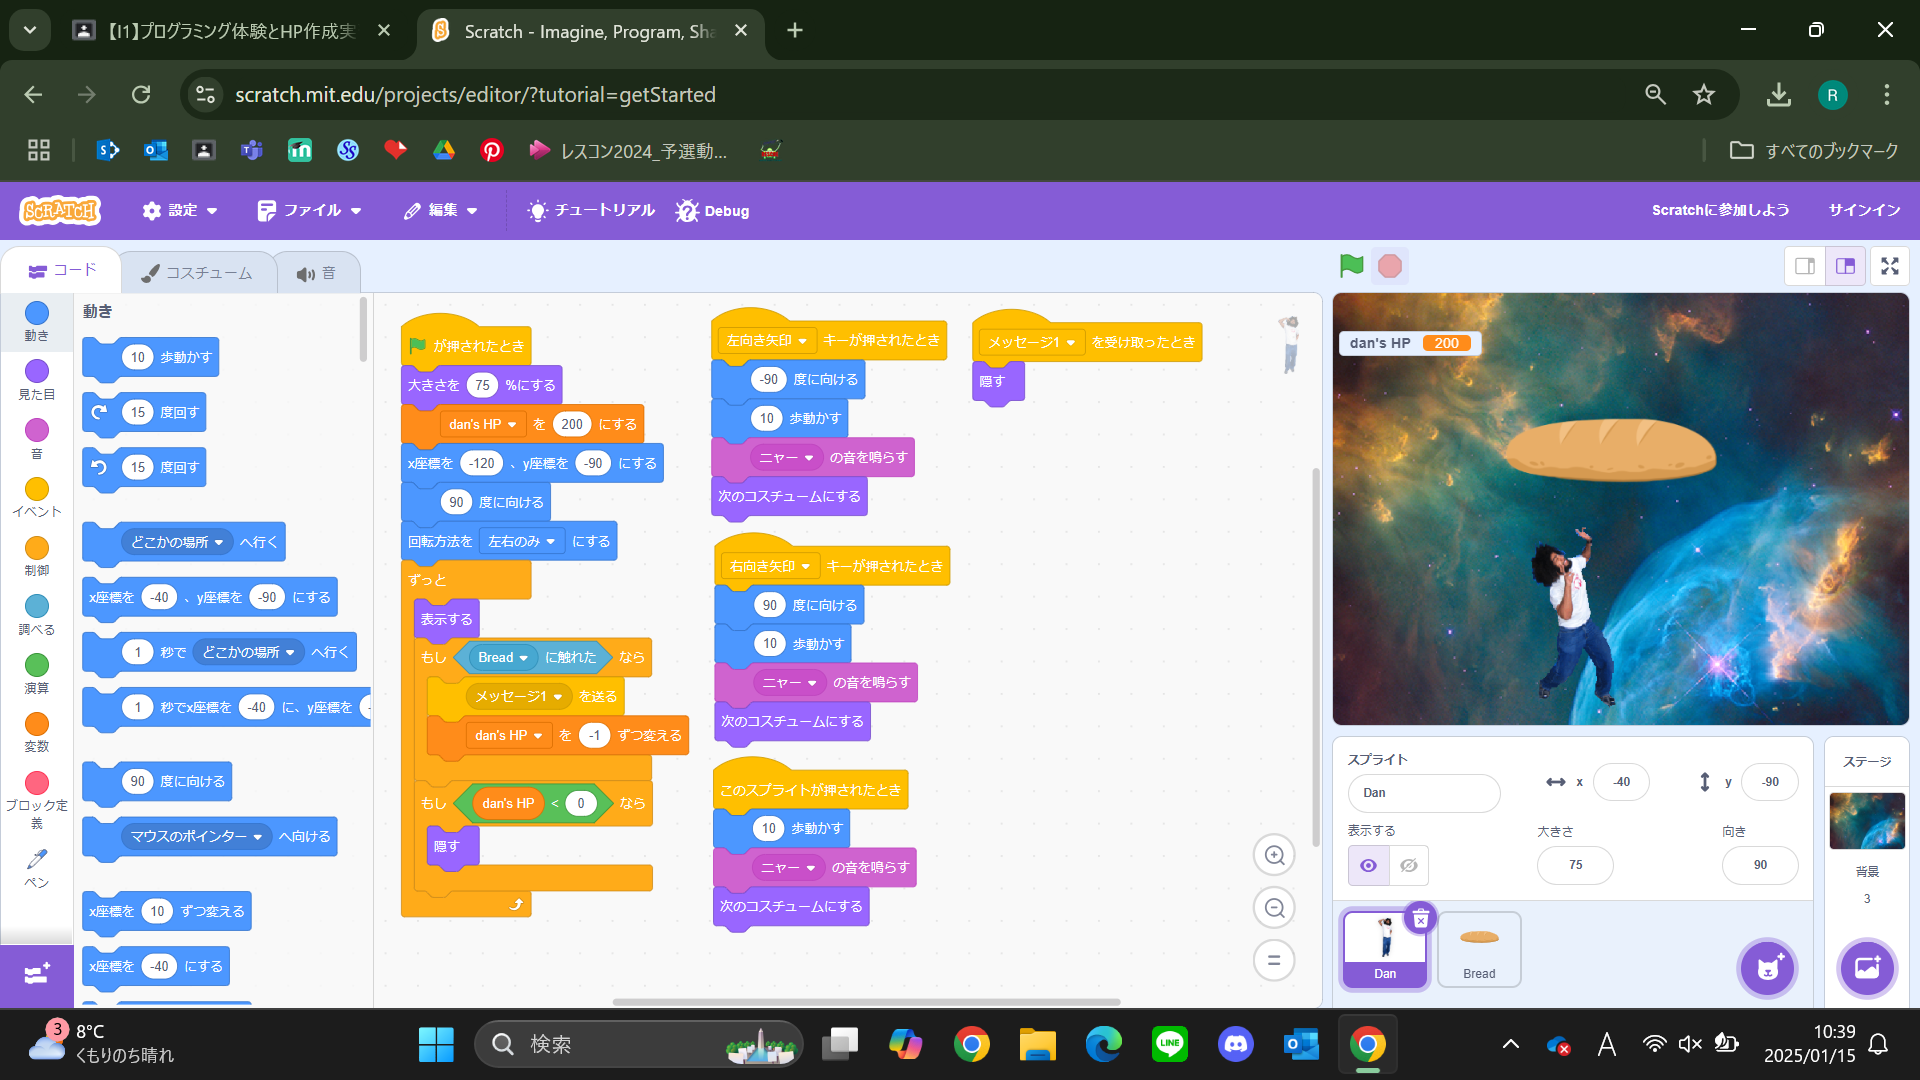 【I1】プログラミング体験とHP作成実
Scratch - Imagine, Program, Sha
scratch.mit.edu/projects/editor/?tutorial=getStarted
R
レスコン2024_予選動...
すべてのブックマーク
SCRATCH
設定
ファイル
編集
チュートリアル
Debug
Scratchに参加しよう
サインイン
コード
コスチューム
音
動き
見た目
音
イベント
制御
調べる
演算
変数
ブロック定義
ペン
動き
10 歩動かす
15 度回す
15 度回す
どこかの場所 へ行く
x座標を -40 、y座標を -90 にする
1 秒で どこかの場所 へ行く
1 秒でx座標を -40 に、y座標を
90 度に向ける
マウスのポインター へ向ける
x座標を 10 ずつ変える
x座標を -40 にする
が押されたとき
大きさを 75 %にする
dan's HP を 200 にする
x座標を -120 、y座標を -90 にする
90 度に向ける
回転方法を 左右のみ にする
ずっと
表示する
もし Bread に触れた なら
メッセージ1 を送る
dan's HP を -1 ずつ変える
もし dan's HP < 0 なら
隠す
左向き矢印 キーが押されたとき
-90 度に向ける
10 歩動かす
ニャー の音を鳴らす
次のコスチュームにする
右向き矢印 キーが押されたとき
90 度に向ける
10 歩動かす
ニャー の音を鳴らす
次のコスチュームにする
このスプライトが押されたとき
10 歩動かす
ニャー の音を鳴らす
次のコスチュームにする
メッセージ1 を受け取ったとき
隠す
dan's HP 200
スプライト
Dan
x -40
y -90
表示する
大きさ
75
向き
90
Dan
Bread
ステージ
背景
3
3
8°C
くもりのち晴れ
検索
LINE
A
10:39
2025/01/15